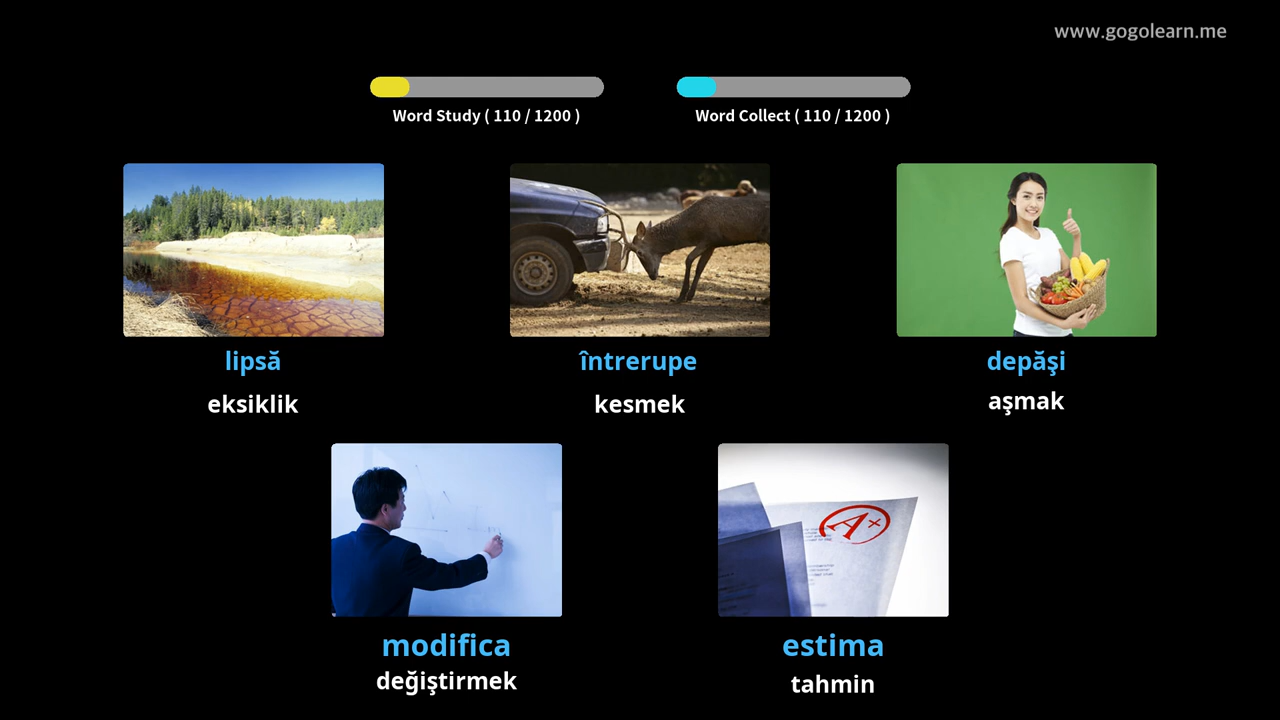 www.gogolearn.me
Word Study ( 110 / 1200 )
Word Collect ( 110 / 1200 )
lipsă
eksiklik
întrerupe
kesmek
depăşi
aşmak
modifica
değiştirmek
A+
estima
tahmin